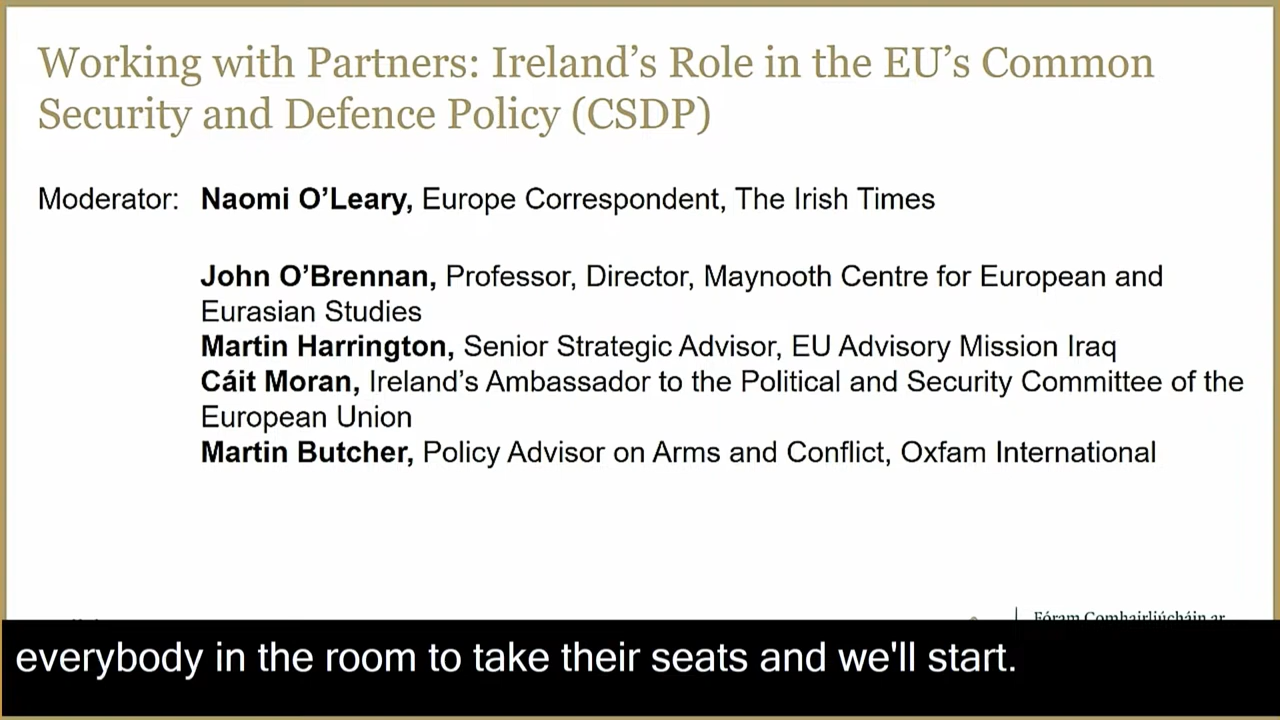 Working with Partners: Ireland’s Role in the EU’s Common
Security and Defence Policy (CSDP)
Moderator: Naomi O’Leary, Europe Correspondent, The Irish Times
John O’Brennan, Professor, Director, Maynooth Centre for European and
Eurasian Studies
Martin Harrington, Senior Strategic Advisor, EU Advisory Mission Iraq
Cáit Moran, Ireland’s Ambassador to the Political and Security Committee of the
European Union
Martin Butcher, Policy Advisor on Arms and Conflict, Oxfam International
Fóram Comhairliúcháin ar
everybody in the room to take their seats and we'll start.